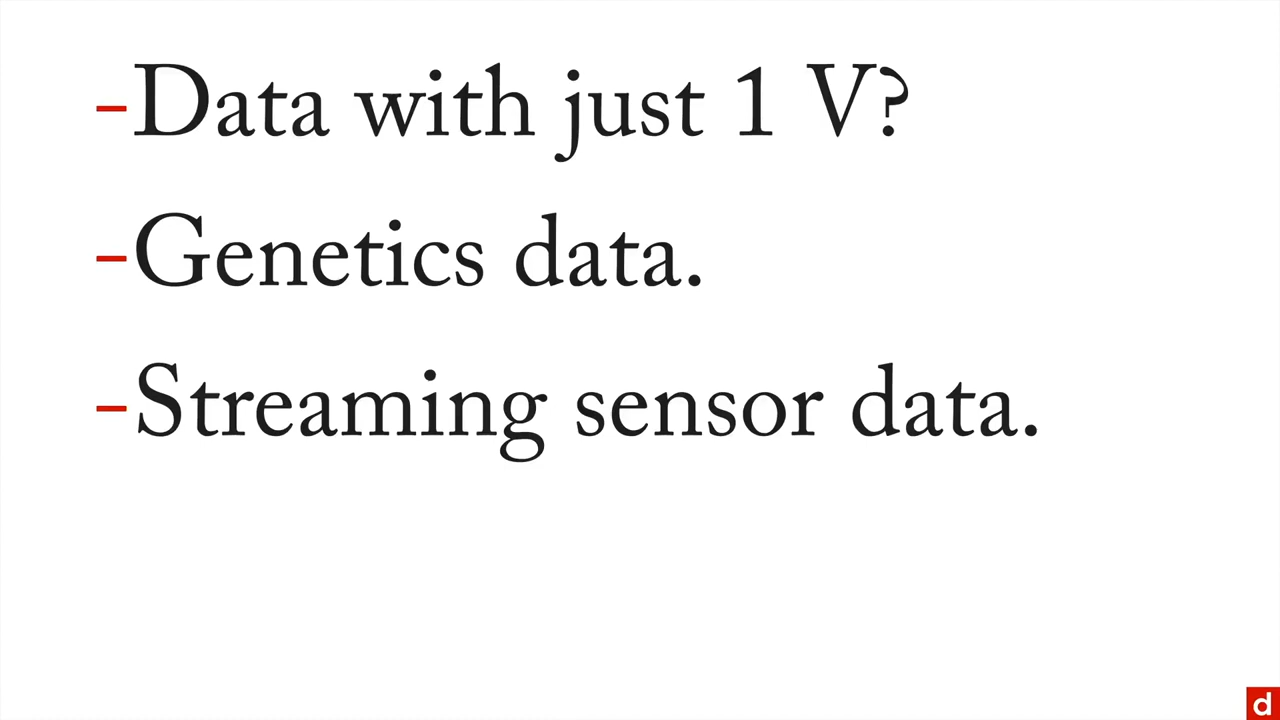 -Data with just 1 V?
-Genetics data.
-Streaming sensor data.
d